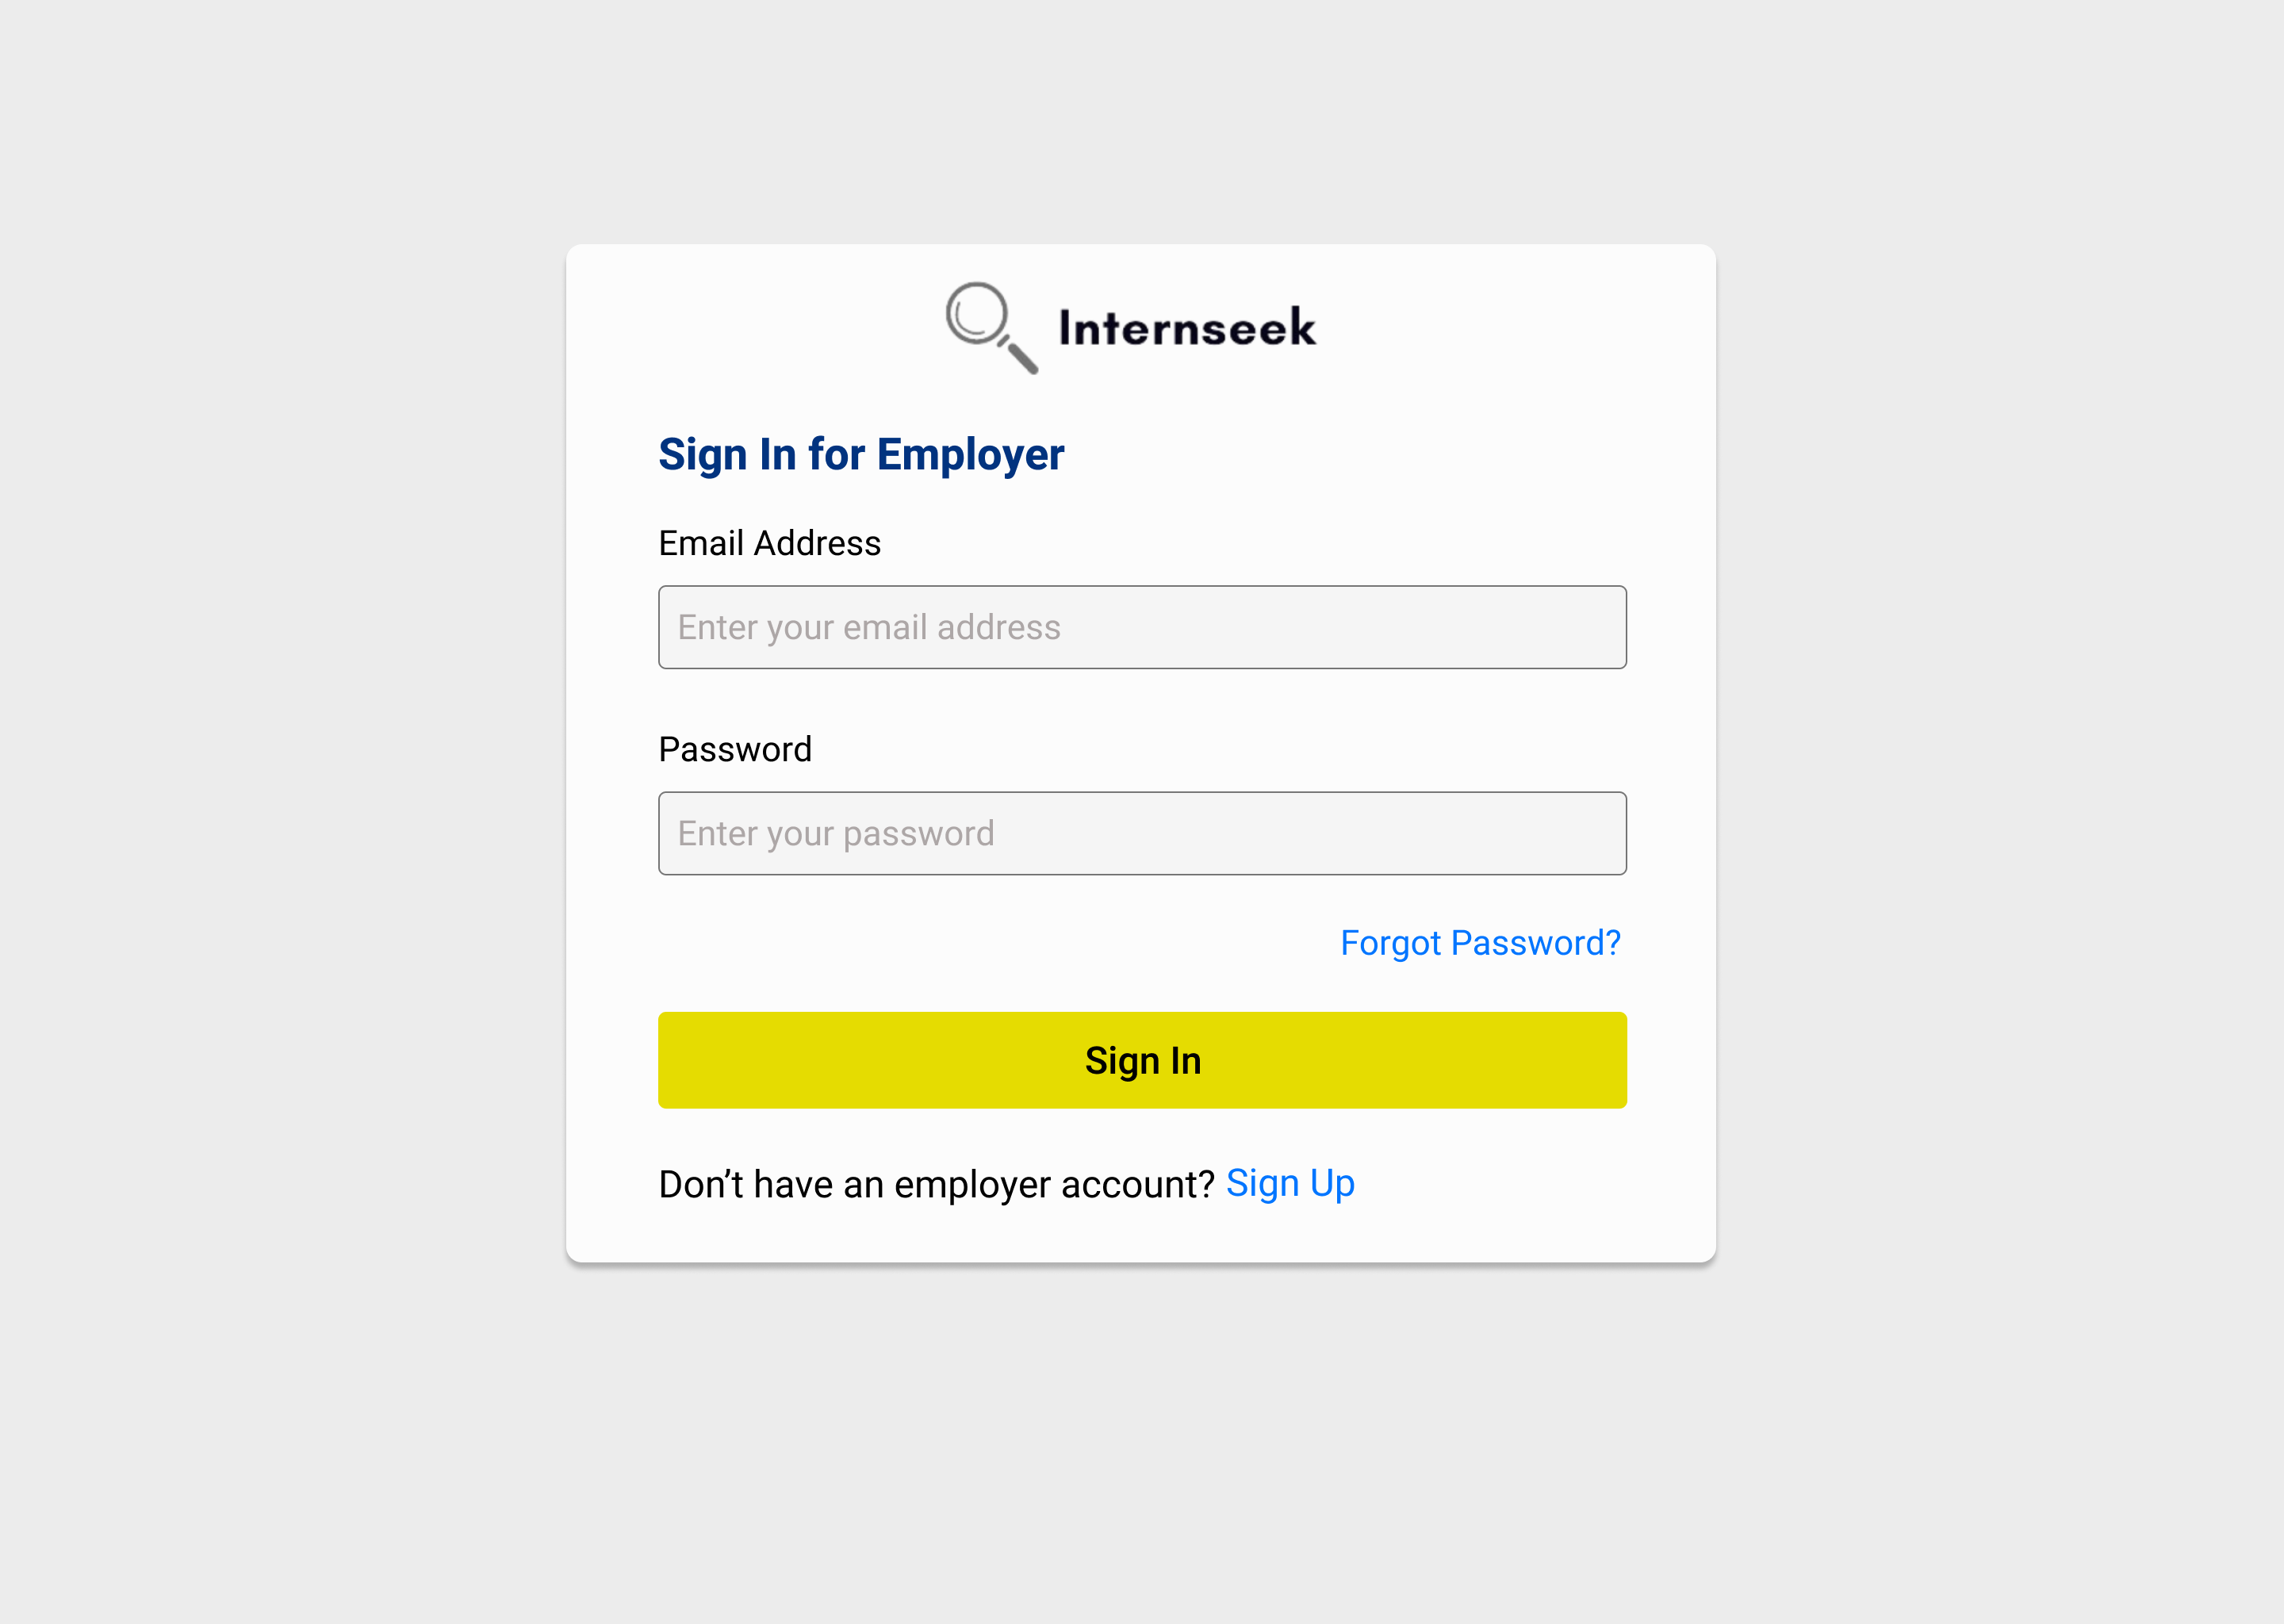 Internseek
Sign In for Employer
Email Address
Enter your email address
Password
Enter your password
Forgot Password?
Sign In
Don’t have an employer account? Sign Up